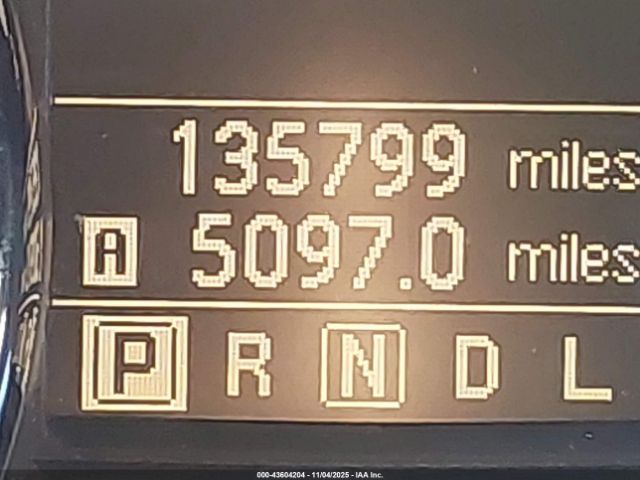 135799 miles
A 5097.0 miles
P R N D L
000-43604204 - 11/04/2025 - IAA Inc.